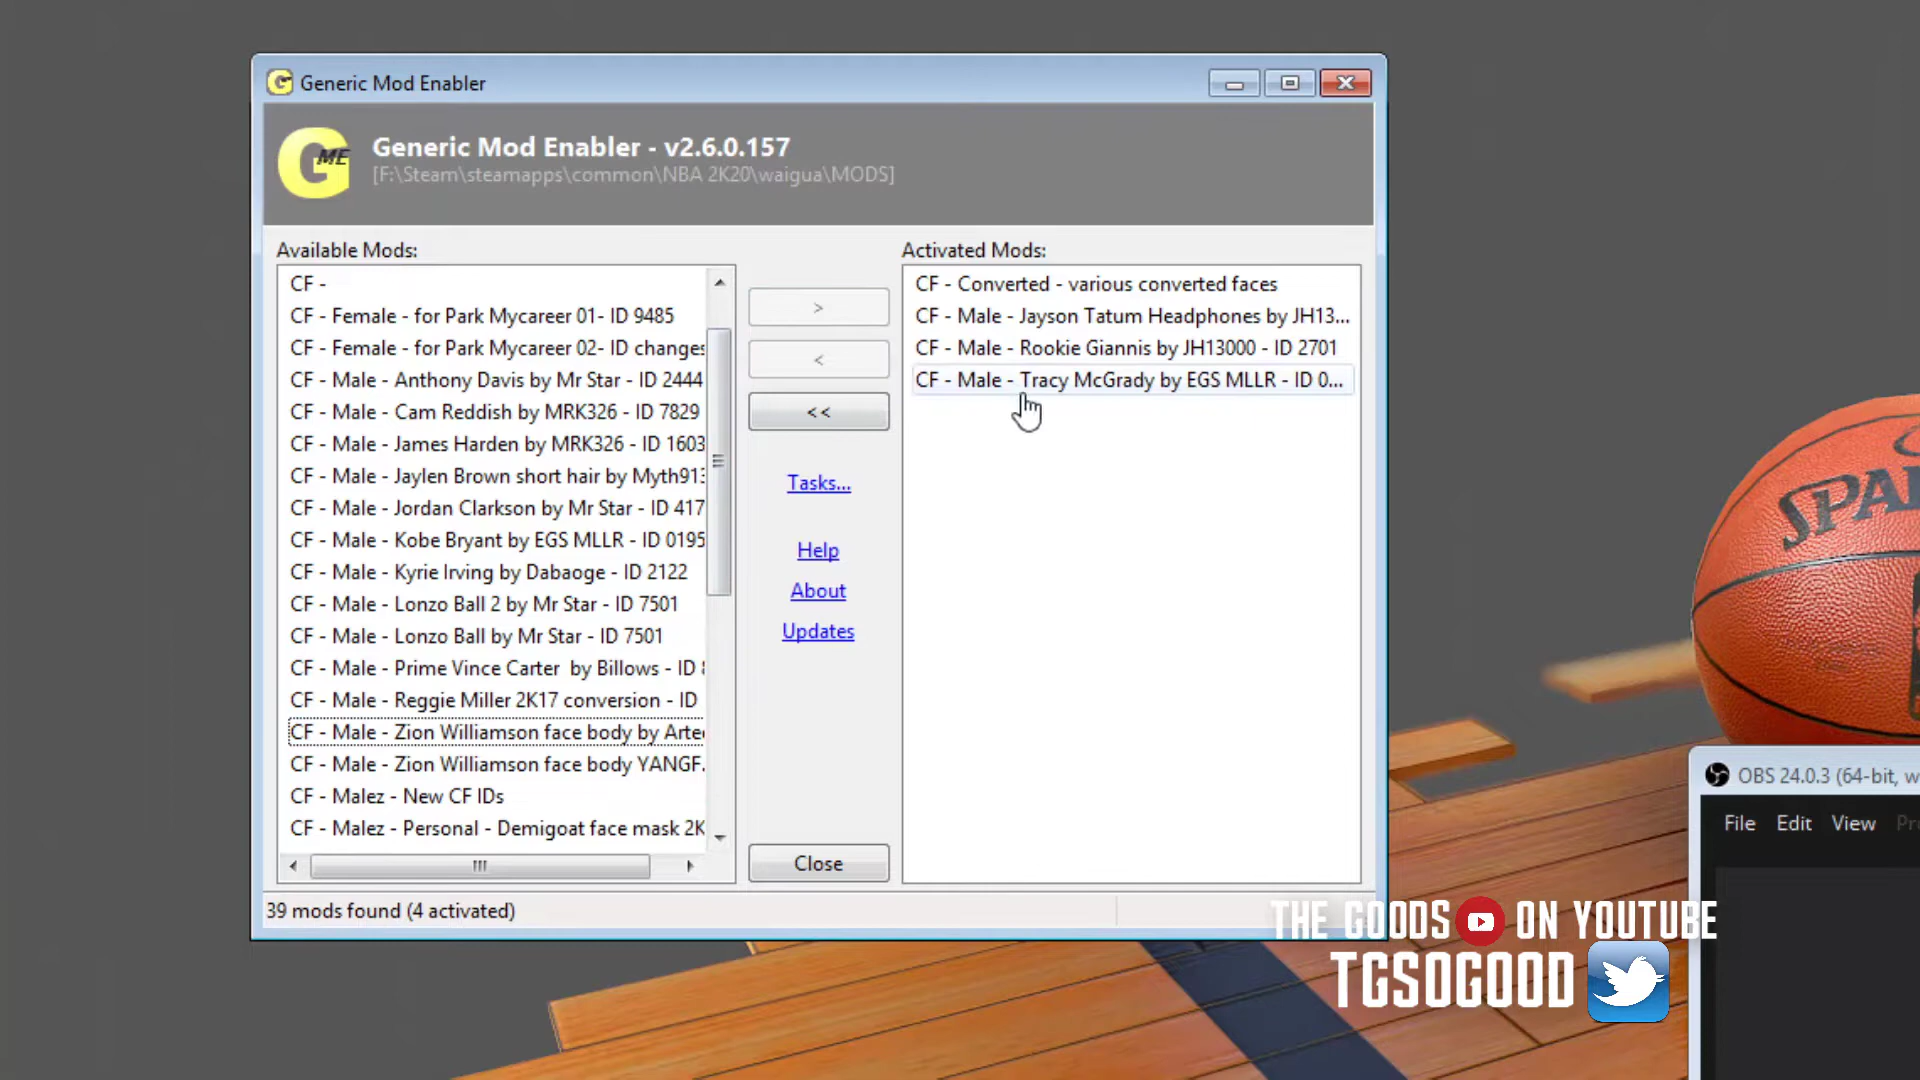 Generic Mod Enabler
Generic Mod Enabler - v2.6.0.157
[F:\Steam\steamapps\common\NBA 2K20\waigua\MODS]
Available Mods:
CF -
CF - Female - for Park Mycareer 01- ID 9485
CF - Female - for Park Mycareer 02- ID changes
CF - Male - Anthony Davis by Mr Star - ID 2444
CF - Male - Cam Reddish by MRK326 - ID 7829
CF - Male - James Harden by MRK326 - ID 1603
CF - Male - Jaylen Brown short hair by Myth913
CF - Male - Jordan Clarkson by Mr Star - ID 417
CF - Male - Kobe Bryant by EGS MLLR - ID 0195
CF - Male - Kyrie Irving by Dabaoge - ID 2122
CF - Male - Lonzo Ball 2 by Mr Star - ID 7501
CF - Male - Lonzo Ball by Mr Star - ID 7501
CF - Male - Prime Vince Carter  by Billows - ID
CF - Male - Reggie Miller 2K17 conversion - ID
CF - Male - Zion Williamson face body by Arte
CF - Male - Zion Williamson face body YANGF.
CF - Malez - New CF IDs
CF - Malez - Personal - Demigoat face mask 2K
>
<
<<
Tasks...
Help
About
Updates
Close
Activated Mods:
CF - Converted - various converted faces
CF - Male - Jayson Tatum Headphones by JH13...
CF - Male - Rookie Giannis by JH13000 - ID 2701
CF - Male - Tracy McGrady by EGS MLLR - ID 0...
39 mods found (4 activated)
SPAL
OBS 24.0.3 (64-bit, w
File Edit View Pr
THE GOODS ON YOUTUBE
TGSOGOOD